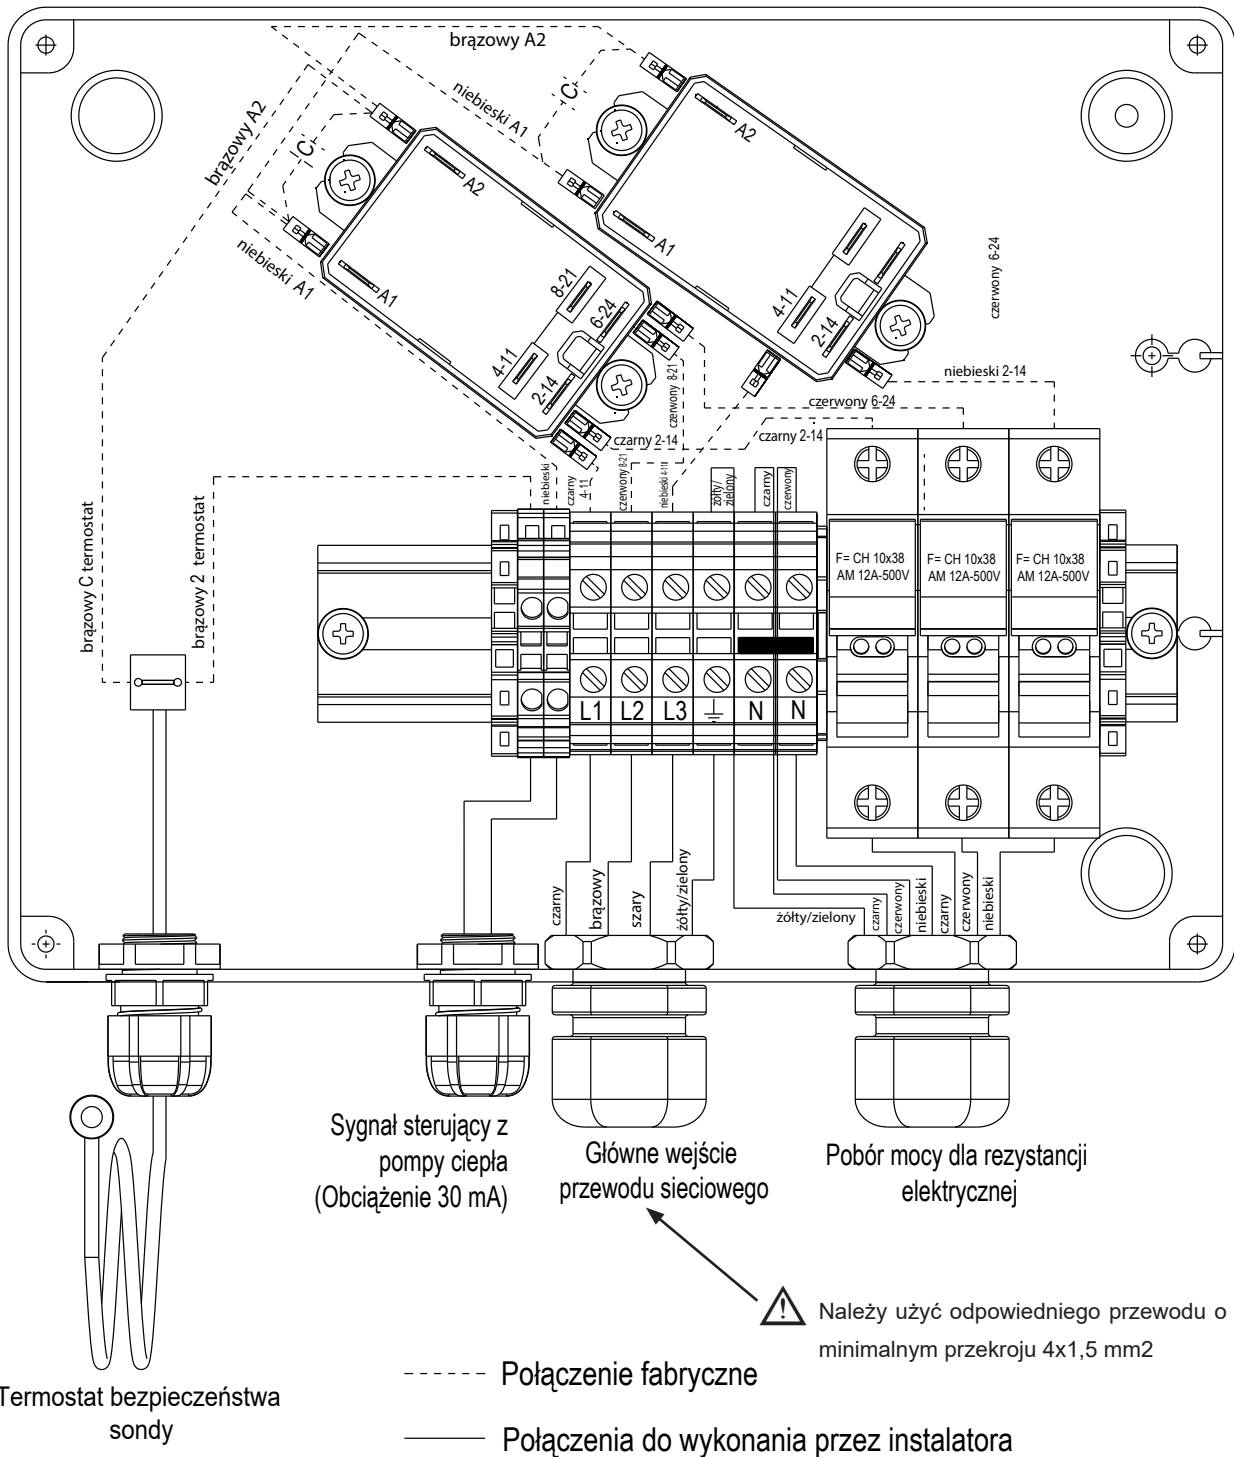 brązowy A2
niebieski A1
C
A2
A1
brązowy A2
C
A2
A1
niebieski A1
8-21
6-24
4-11
2-14
4-11
2-14
czerwony 6-24
niebieski 2-14
czerwony 6-24
czarny 2-14
czarny 2-14
czerwony 8-21
niebieski
czarny
4-11
czerwony 8-21
niebieski 4-11
żółty/
zielony
czarny
czerwony
brązowy C termostat
brązowy 2 termostat
F= CH 10x38
AM 12A-500V
F= CH 10x38
AM 12A-500V
F= CH 10x38
AM 12A-500V
L1
L2
L3
N
N
czarny
brązowy
szary
żółty/zielony
żółty/zielony
czarny
czerwony
niebieski
czarny
czerwony
niebieski
Sygnał sterujący z
pompy ciepła
(Obciążenie 30 mA)
Główne wejście
przewodu sieciowego
Pobór mocy dla rezystancji
elektrycznej
Należy użyć odpowiedniego przewodu o
minimalnym przekroju 4x1,5 mm2
Termostat bezpieczeństwa
sondy
Połączenie fabryczne
Połączenia do wykonania przez instalatora